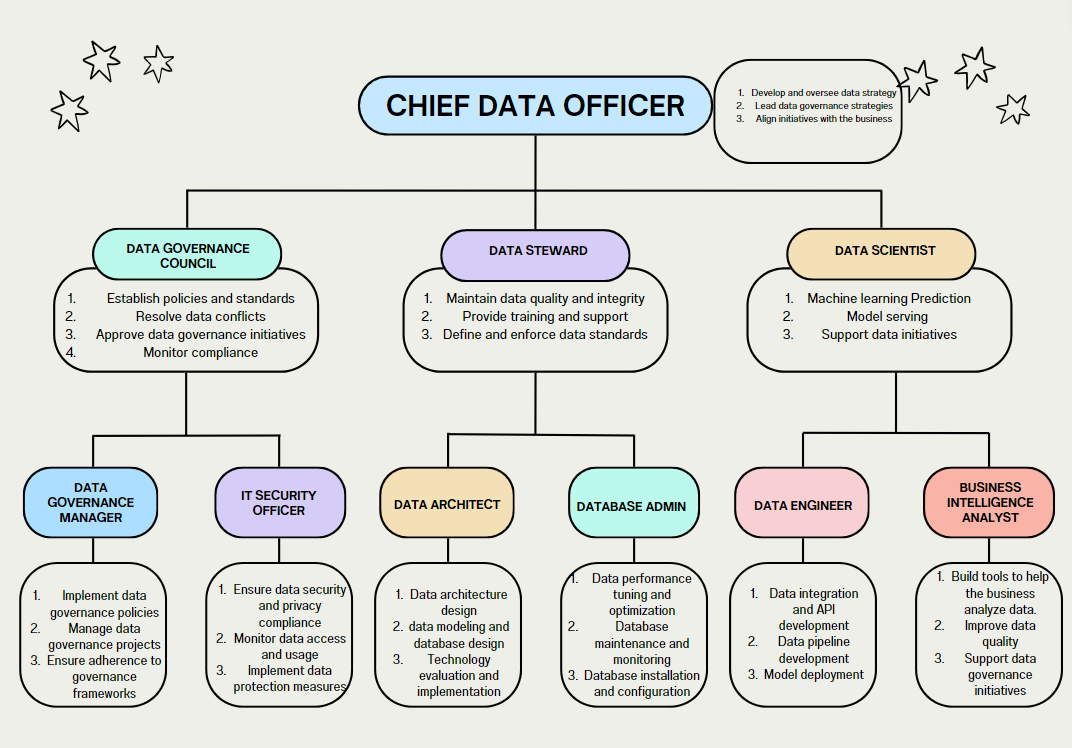 CHIEF DATA OFFICER
1. Develop and oversee data strategy
2. Lead data governance strategies
3. Align initiatives with the business
DATA GOVERNANCE
COUNCIL
1. Establish policies and standards
2. Resolve data conflicts
3. Approve data governance initiatives
4. Monitor compliance
DATA STEWARD
1. Maintain data quality and integrity
2. Provide training and support
3. Define and enforce data standards
DATA SCIENTIST
1. Machine learning Prediction
2. Model serving
3. Support data initiatives
DATA
GOVERNANCE
MANAGER
1. Implement data
governance policies
2. Manage data
governance projects
3. Ensure adherence to
governance
frameworks
IT SECURITY
OFFICER
1. Ensure data security
and privacy
compliance
2. Monitor data access
and usage
3. Implement data
protection measures
DATA ARCHITECT
1. Data architecture
design
2. data modeling and
database design
3. Technology
evaluation and
implementation
DATABASE ADMIN
1. Data performance
tuning and
optimization
2. Database
maintenance and
monitoring
3. Database installation
and configuration
DATA ENGINEER
1. Data integration
and API
development
2. Data pipeline
development
3. Model deployment
BUSINESS
INTELLIGENCE
ANALYST
1. Build tools to help
the business
analyze data.
2. Improve data
quality
3. Support data
governance
initiatives